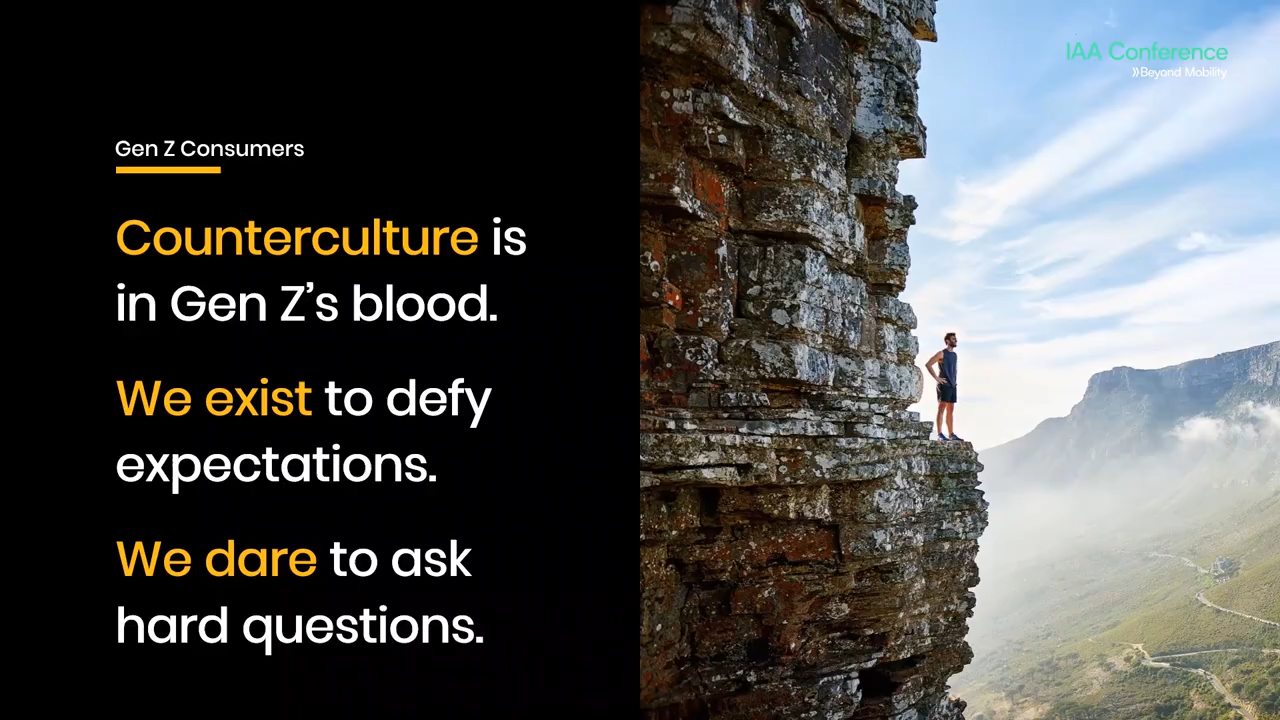 Gen Z Consumers
Counterculture is
in Gen Z’s blood.
We exist to defy
expectations.
We dare to ask
hard questions.
IAA Conference
»Beyond Mobility